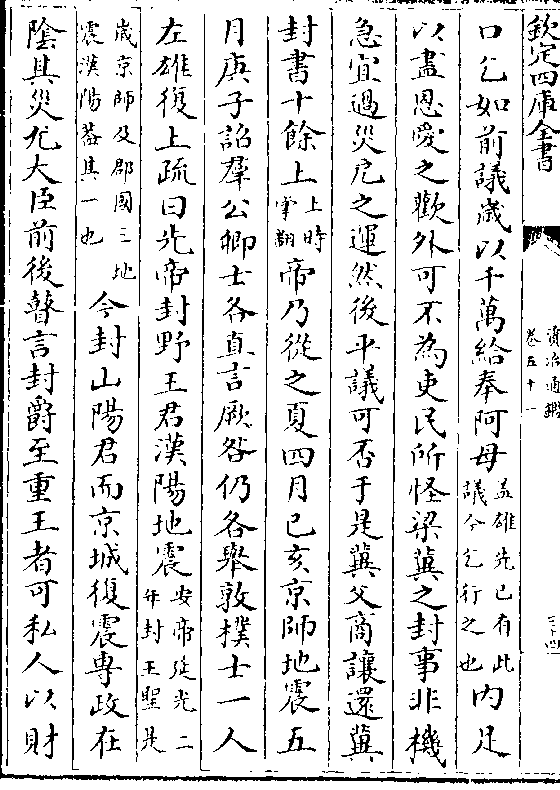 欽定四庫全書
資治通鑑
卷五十一
三十四
口乞如前議歲以千萬給奉阿母盖雄先已有此議今乞行之也內足
以盡恩愛之歡外可不為吏民所怪梁冀之封事非機
急宜過災厄之運然後平議可否于是冀父商讓還冀
封書十餘上上時掌翻帝乃從之夏四月己亥京師地震五
月庚子詔羣公卿士各直言厥咎仍各舉敦樸士一人
左雄復上疏曰先帝封野王君漢陽地震安帝延光二年封王聖是
歲京師及郡國三地震漢陽葢其一也今封山陽君而京城復震専政在
隂其災尤大臣前後瞽言封爵至重王者可私人以財